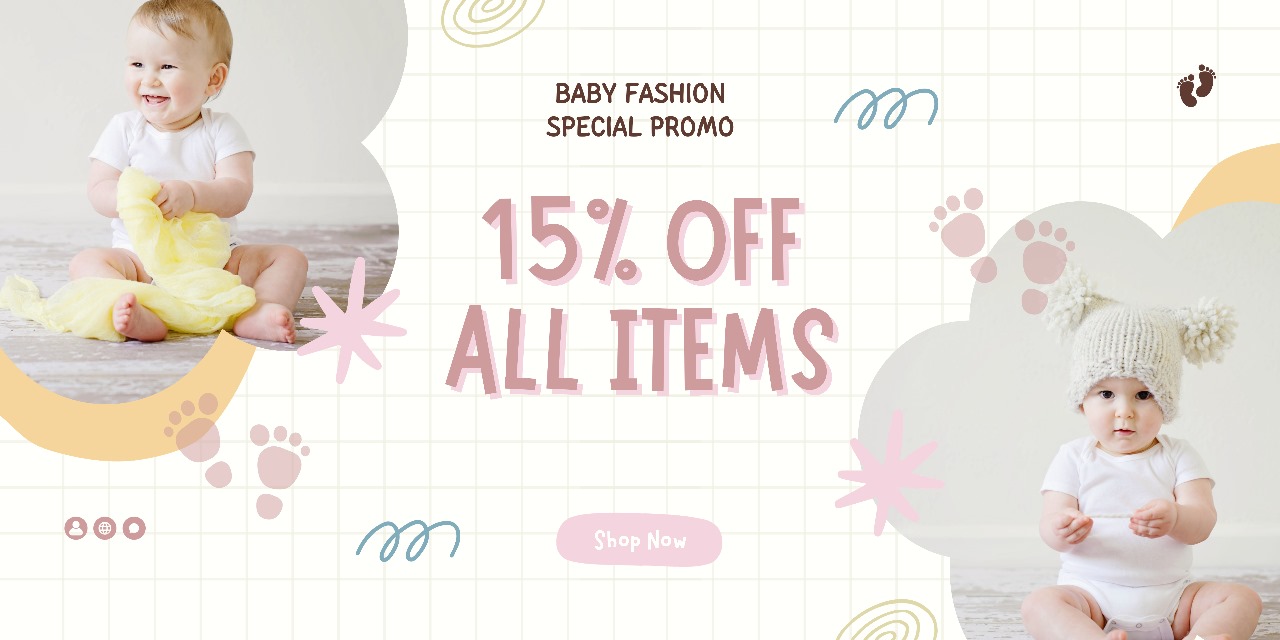 BABY FASHION
SPECIAL PROMO
15% OFF
ALL ITEMS
Shop Now